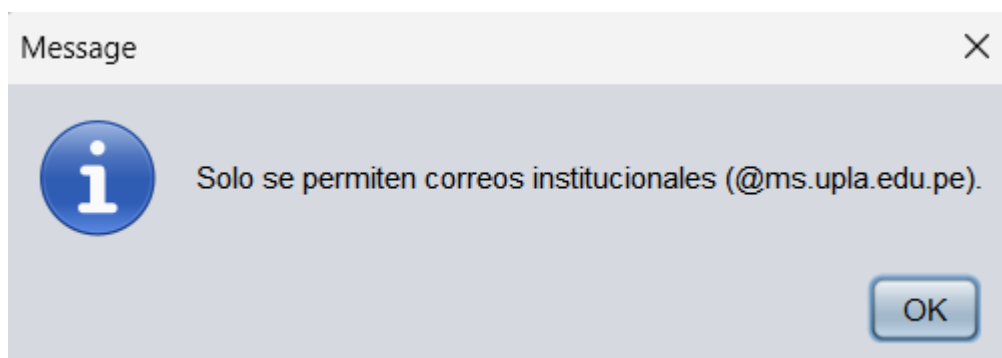 Message
Solo se permiten correos institucionales (@ms.upla.edu.pe).
OK